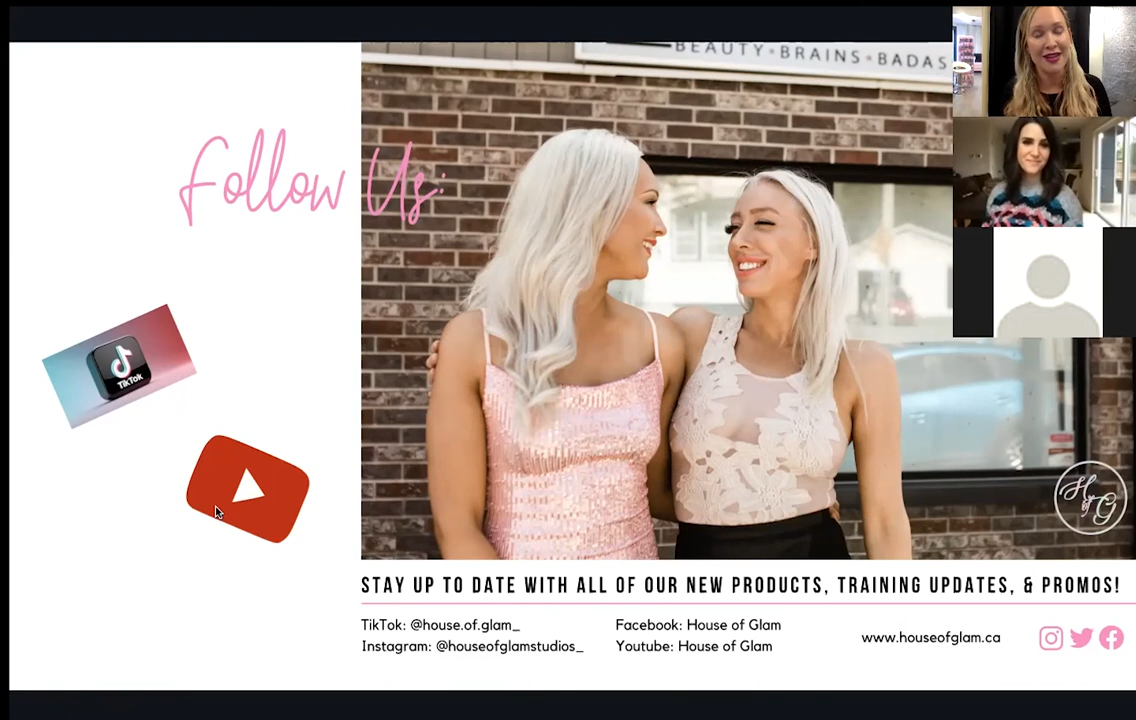 BEAUTY•BRAINS•BADAS
Follow Us:
TikTok
H of G
STAY UP TO DATE WITH ALL OF OUR NEW PRODUCTS, TRAINING UPDATES, & PROMOS!
TikTok: @house.of.glam_
Instagram: @houseofglamstudios_
Facebook: House of Glam
Youtube: House of Glam
www.houseofglam.ca